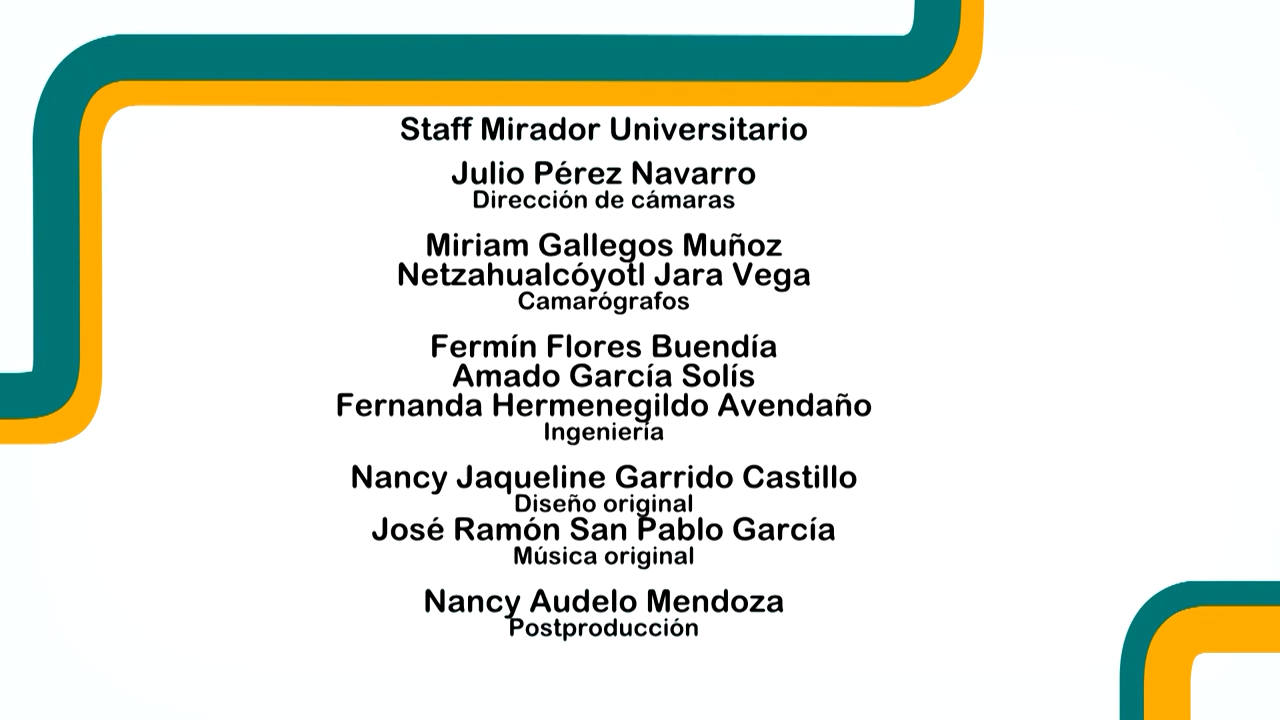 Staff Mirador Universitario
Julio Pérez Navarro
Dirección de cámaras
Miriam Gallegos Muñoz
Netzahualcóyotl Jara Vega
Camarógrafos
Fermín Flores Buendía
Amado García Solís
Fernanda Hermenegildo Avendaño
Ingeniería
Nancy Jaqueline Garrido Castillo
Diseño original
José Ramón San Pablo García
Música original
Nancy Audelo Mendoza
Postproducción